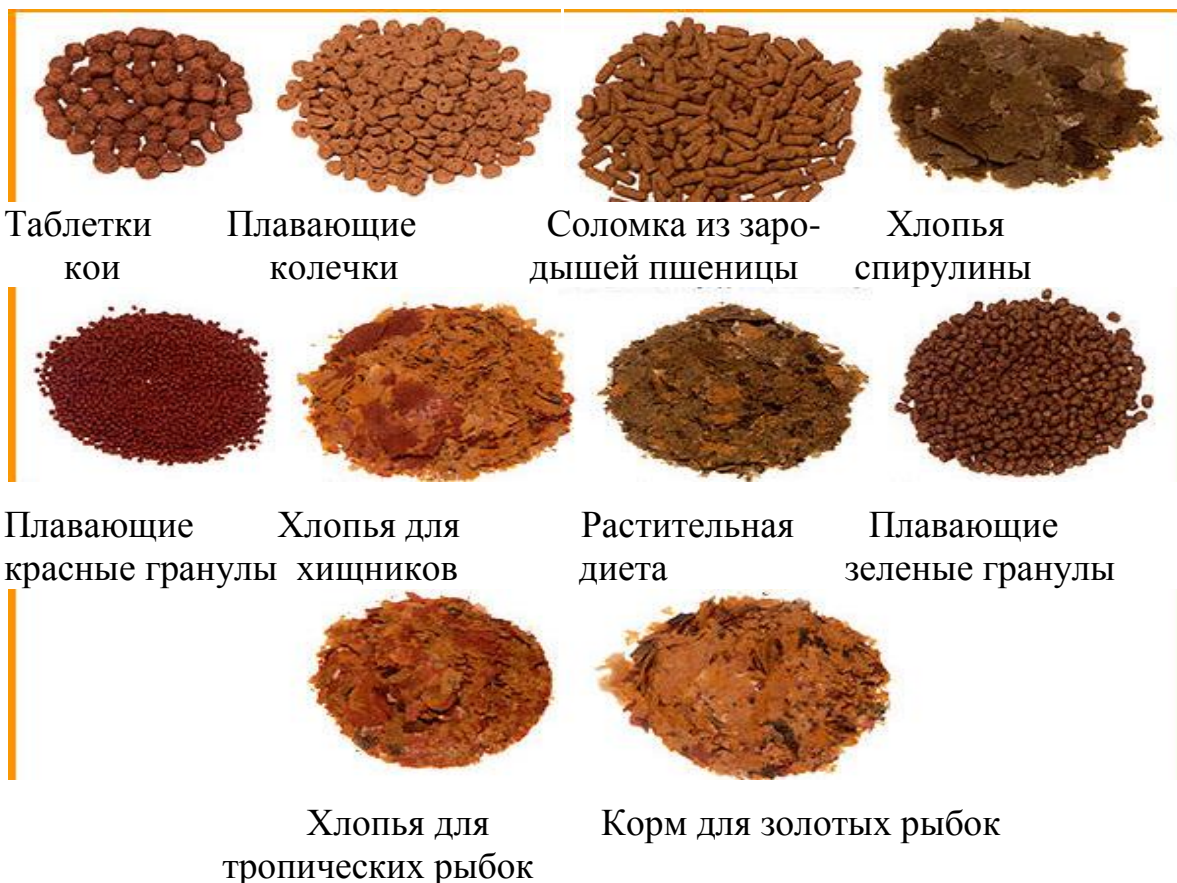 Таблетки Плавающие Соломка из заро- Хлопья
кои колечки дышей пшеницы спирулины
Плавающие Хлопья для Растительная Плавающие
красные гранулы хищников диета зеленые гранулы
Хлопья для Корм для золотых рыбок
тропических рыбок